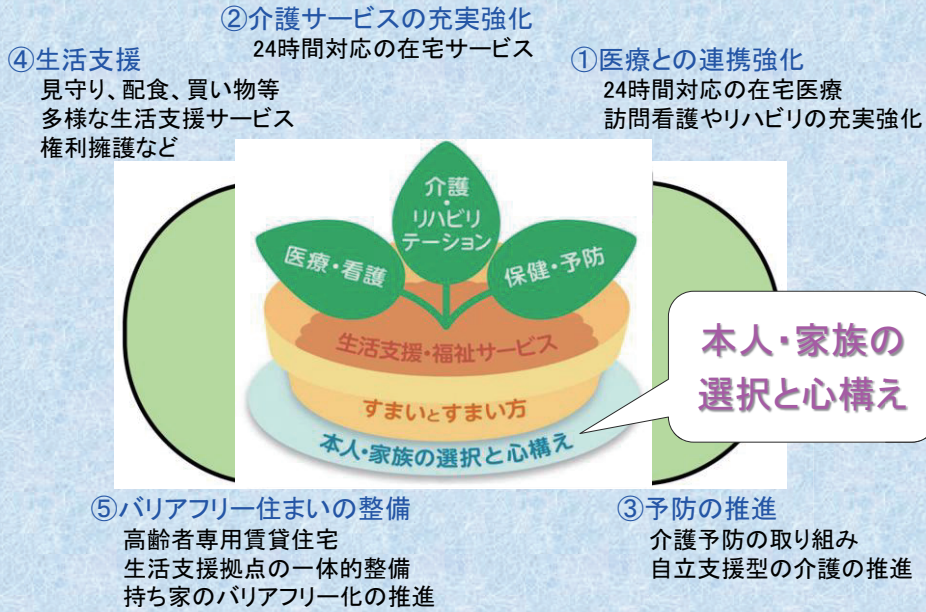 ②介護サービスの充実強化
24時間対応の在宅サービス
④生活支援
見守り、配食、買い物等
多様な生活支援サービス
権利擁護など
①医療との連携強化
24時間対応の在宅医療
訪問看護やリハビリの充実強化
介護
・
リハビリ
テーション
医療・看護
保健・予防
生活支援・福祉サービス
すまいとすまい方
本人・家族の選択と心構え
本人・家族の
選択と心構え
⑤バリアフリー住まいの整備
高齢者専用賃貸住宅
生活支援拠点の一体的整備
持ち家のバリアフリー化の推進
③予防の推進
介護予防の取り組み
自立支援型の介護の推進